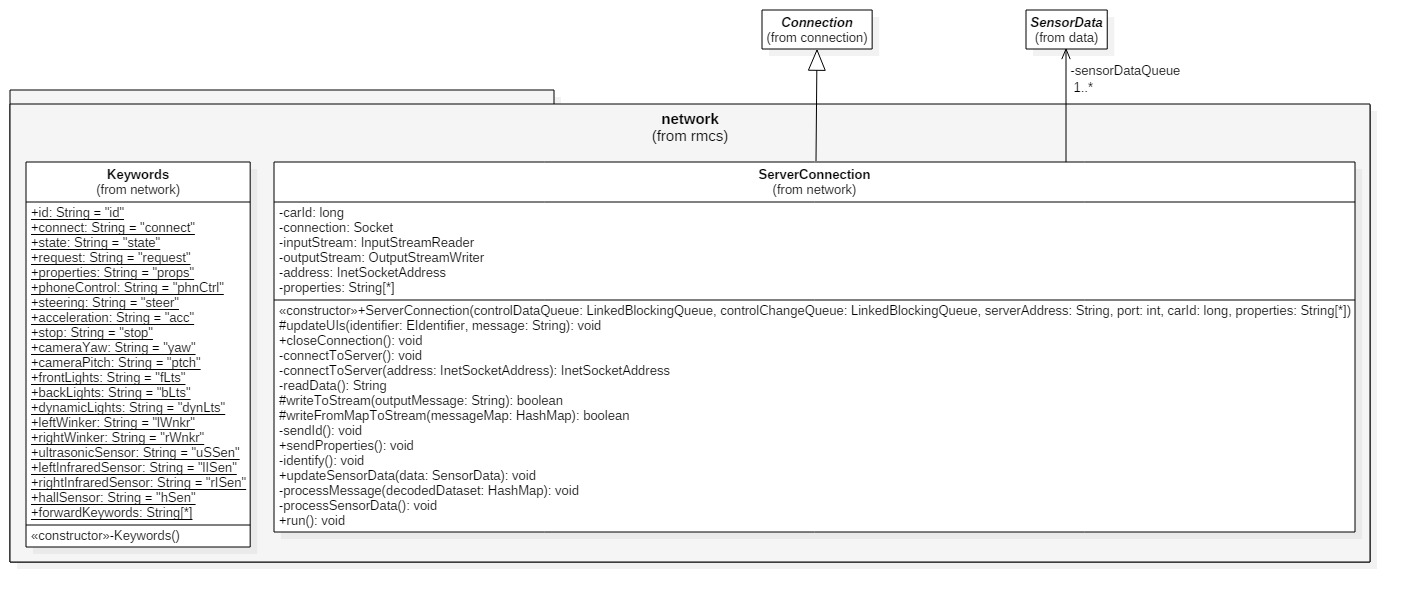 Connection
(from connection)
SensorData
(from data)
-sensorDataQueue
1..*
network
(from rmcs)
Keywords
(from network)
+id: String = "id"
+connect: String = "connect"
+state: String = "state"
+request: String = "request"
+properties: String = "props"
+phoneControl: String = "phnCtrl"
+steering: String = "steer"
+acceleration: String = "acc"
+stop: String = "stop"
+cameraYaw: String = "yaw"
+cameraPitch: String = "ptch"
+frontLights: String = "fLts"
+backLights: String = "bLts"
+dynamicLights: String = "dynLts"
+leftWinker: String = "lWnkr"
+rightWinker: String = "rWnkr"
+ultrasonicSensor: String = "uSSen"
+leftInfraredSensor: String = "lISen"
+rightInfraredSensor: String = "rISen"
+hallSensor: String = "hSen"
+forwardKeywords: String[*]
«constructor»-Keywords()
ServerConnection
(from network)
-carId: long
-connection: Socket
-inputStream: InputStreamReader
-outputStream: OutputStreamWriter
-address: InetSocketAddress
-properties: String[*]
«constructor»+ServerConnection(controlDataQueue: LinkedBlockingQueue, controlChangeQueue: LinkedBlockingQueue, serverAddress: String, port: int, carId: long, properties: String[*])
#updateUIs(identifier: EIdentifier, message: String): void
+closeConnection(): void
-connectToServer(): void
-connectToServer(address: InetSocketAddress): InetSocketAddress
-readData(): String
#writeToStream(outputMessage: String): boolean
#writeFromMapToStream(messageMap: HashMap): boolean
-sendId(): void
+sendProperties(): void
-identify(): void
+updateSensorData(data: SensorData): void
-processMessage(decodedDataset: HashMap): void
-processSensorData(): void
+run(): void